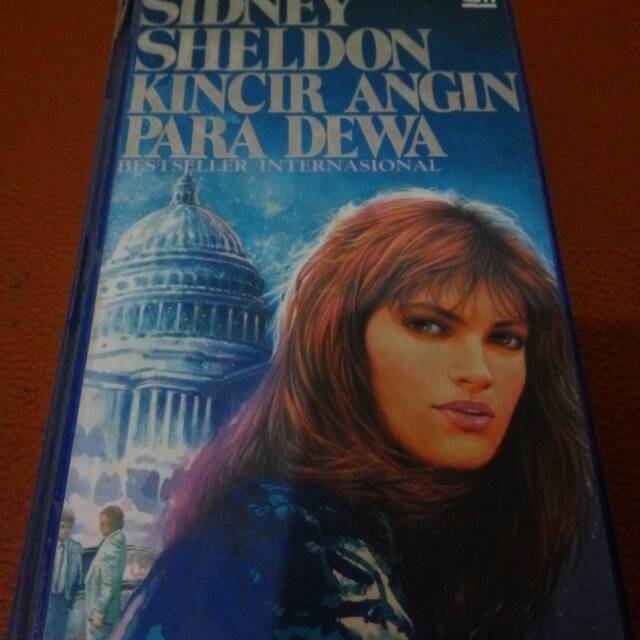 SIDNEY
SHELDON
KINCIR ANGIN
PARA DEWA
BESTSELLER INTERNASIONAL